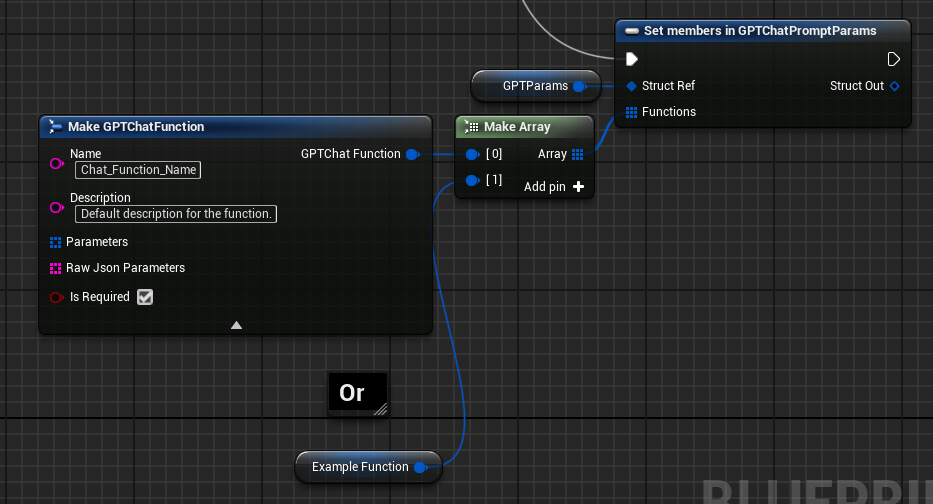 Set members in GPTChatPromptParams
GPTParams
Struct Ref
Struct Out
Functions
Make GPTChatFunction
Name
Chat_Function_Name
GPTChat Function
Description
Default description for the function.
Parameters
Raw Json Parameters
Is Required
Make Array
[ 0]
Array
[ 1]
Add pin
Or
Example Function